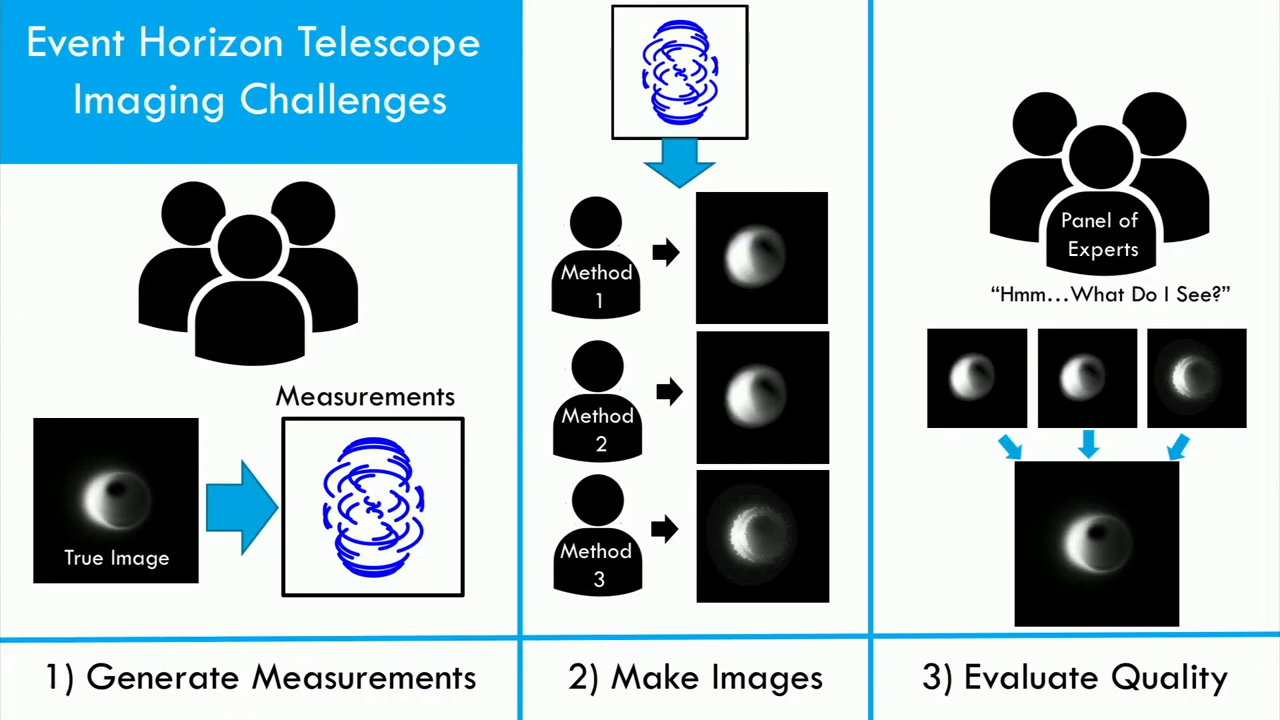 Event Horizon Telescope
Imaging Challenges
Measurements
True Image
1) Generate Measurements
Method
1
Method
2
Method
3
2) Make Images
Panel of
Experts
“Hmm...What Do I See?”
3) Evaluate Quality